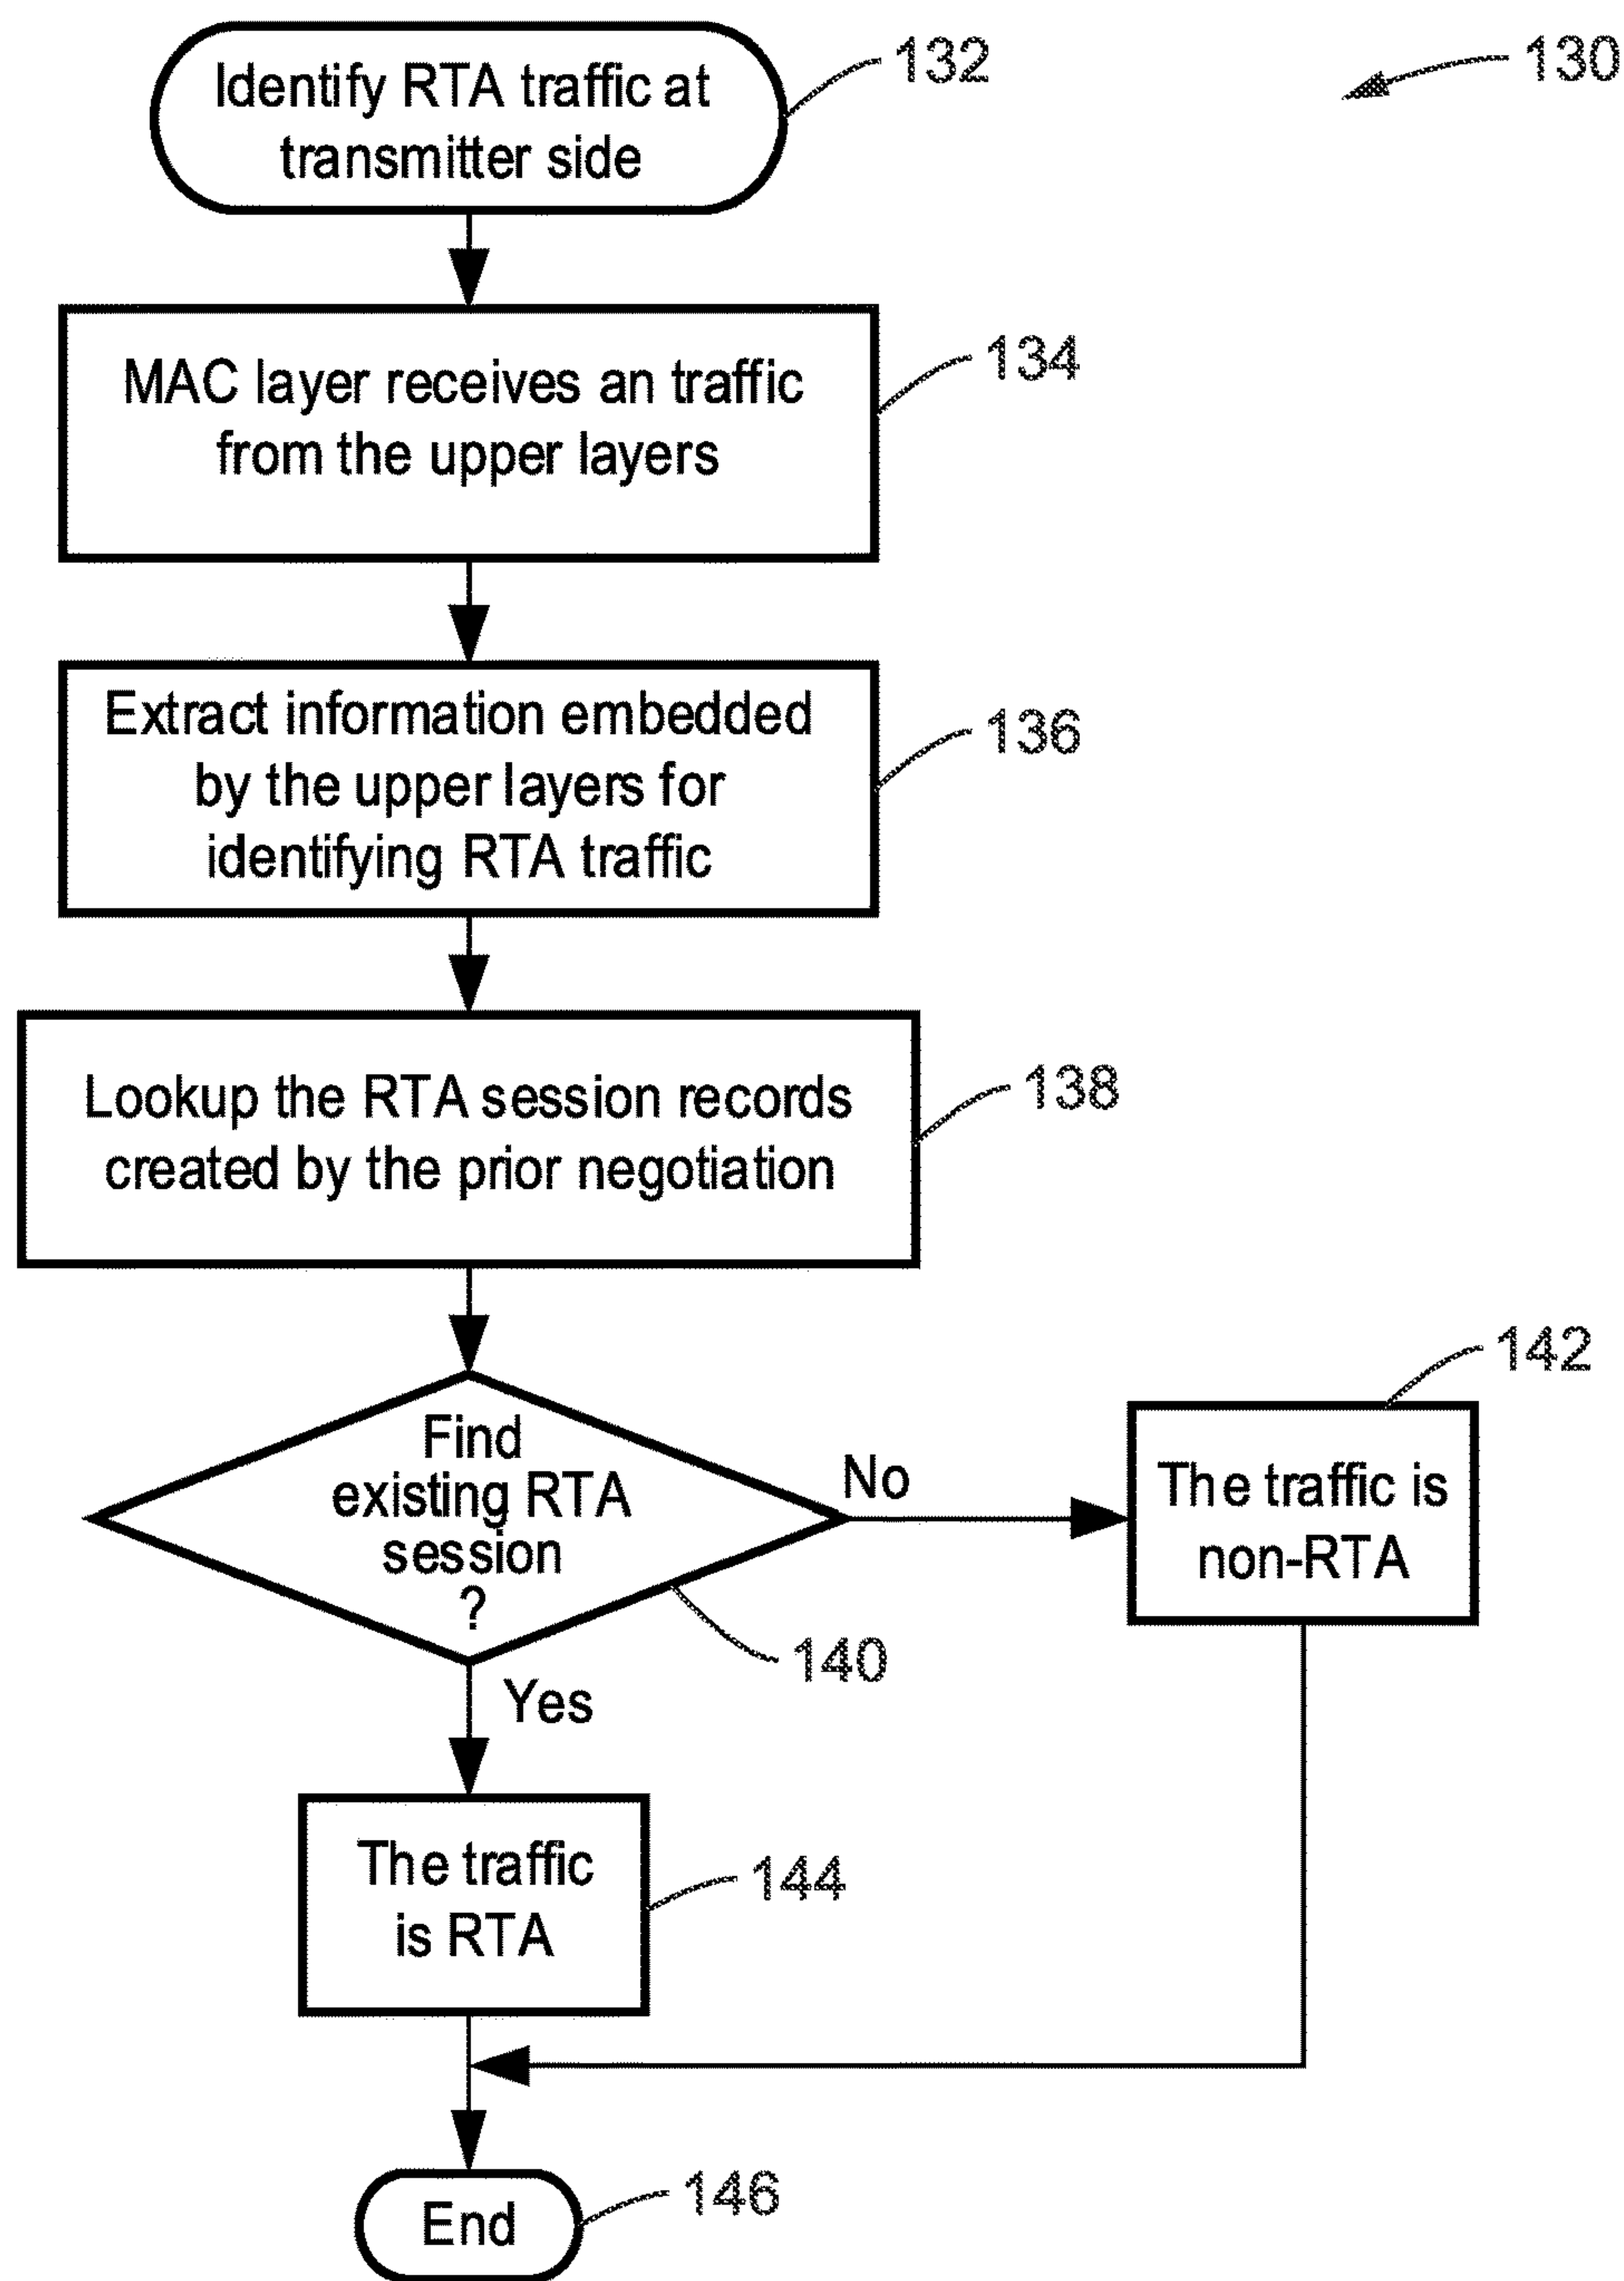 Identify RTA traffic at
transmitter side
132
130
MAC layer receives an traffic
from the upper layers
134
Extract information embedded
by the upper layers for
identifying RTA traffic
136
Lookup the RTA session records
created by the prior negotiation
138
Find
existing RTA
session
?
140
No
142
The traffic is
non-RTA
Yes
The traffic
is RTA
144
End
146